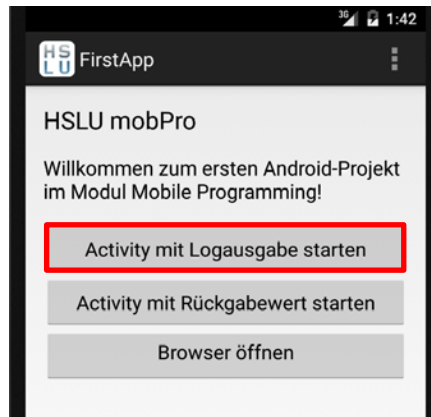 3G 1:42
HS
LU FirstApp
HSLU mobPro
Willkommen zum ersten Android-Projekt
im Modul Mobile Programming!
Activity mit Logausgabe starten
Activity mit Rückgabewert starten
Browser öffnen